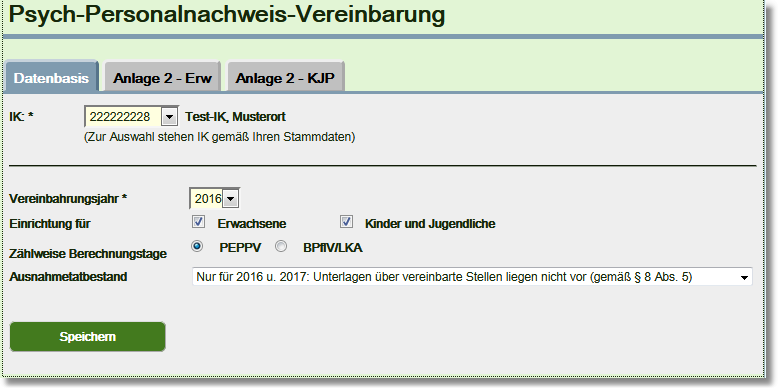 Psych-Personalnachweis-Vereinbarung
Datenbasis Anlage 2 - Erw Anlage 2 - KJP
IK: * 222222228 Test-IK, Musterort
(Zur Auswahl stehen IK gemäß Ihren Stammdaten)
Vereinbahrungsjahr * 2016
Einrichtung für Erwachsene Kinder und Jugendliche
Zählweise Berechnungstage PEPPV BPflV/LKA
Ausnahmetatbestand Nur für 2016 u. 2017: Unterlagen über vereinbarte Stellen liegen nicht vor (gemäß § 8 Abs. 5)
Speichern